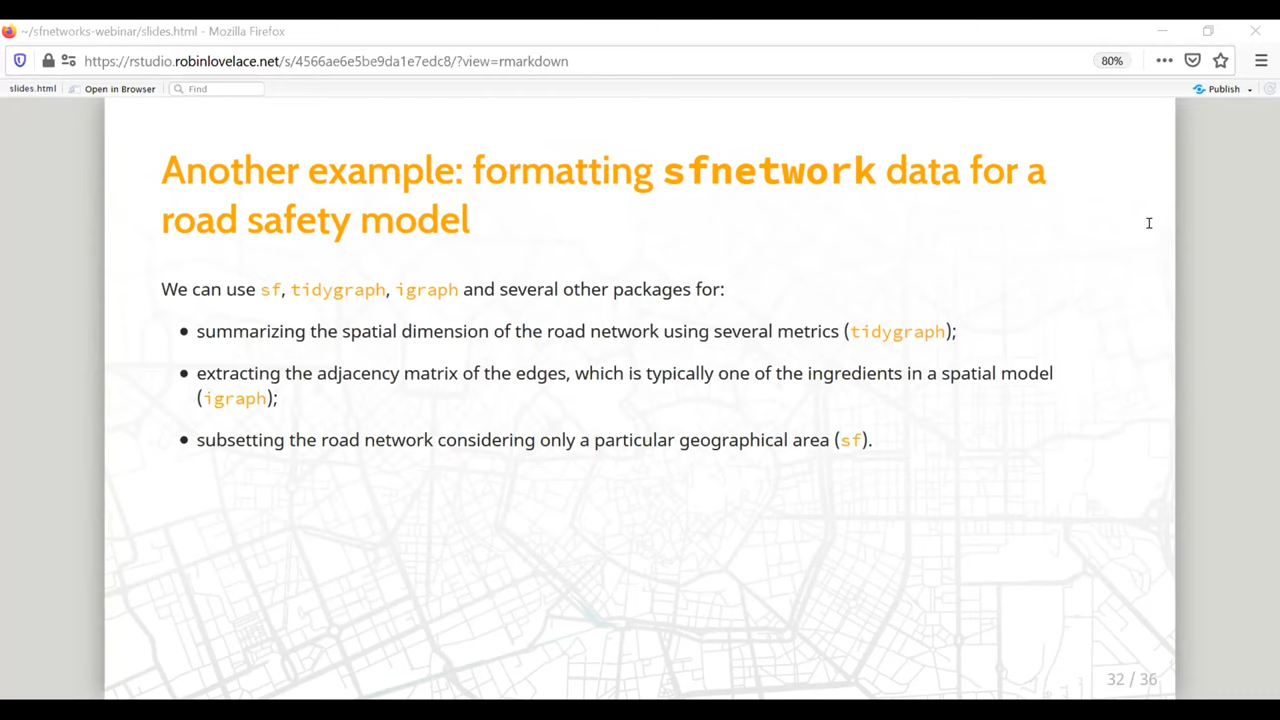 ~/sfnetworks-webinar/slides.html - Mozilla Firefox
https://rstudio.robinlovelace.net/s/4566ae6e5be9da1e7edc8/?view=rmarkdown
80%
slides.html
Open in Browser
Find
Publish
Another example: formatting sfnetwork data for a
road safety model
We can use sf, tidygraph, igraph and several other packages for:
• summarizing the spatial dimension of the road network using several metrics (tidygraph);
• extracting the adjacency matrix of the edges, which is typically one of the ingredients in a spatial model
(igraph);
• subsetting the road network considering only a particular geographical area (sf).
32 / 36